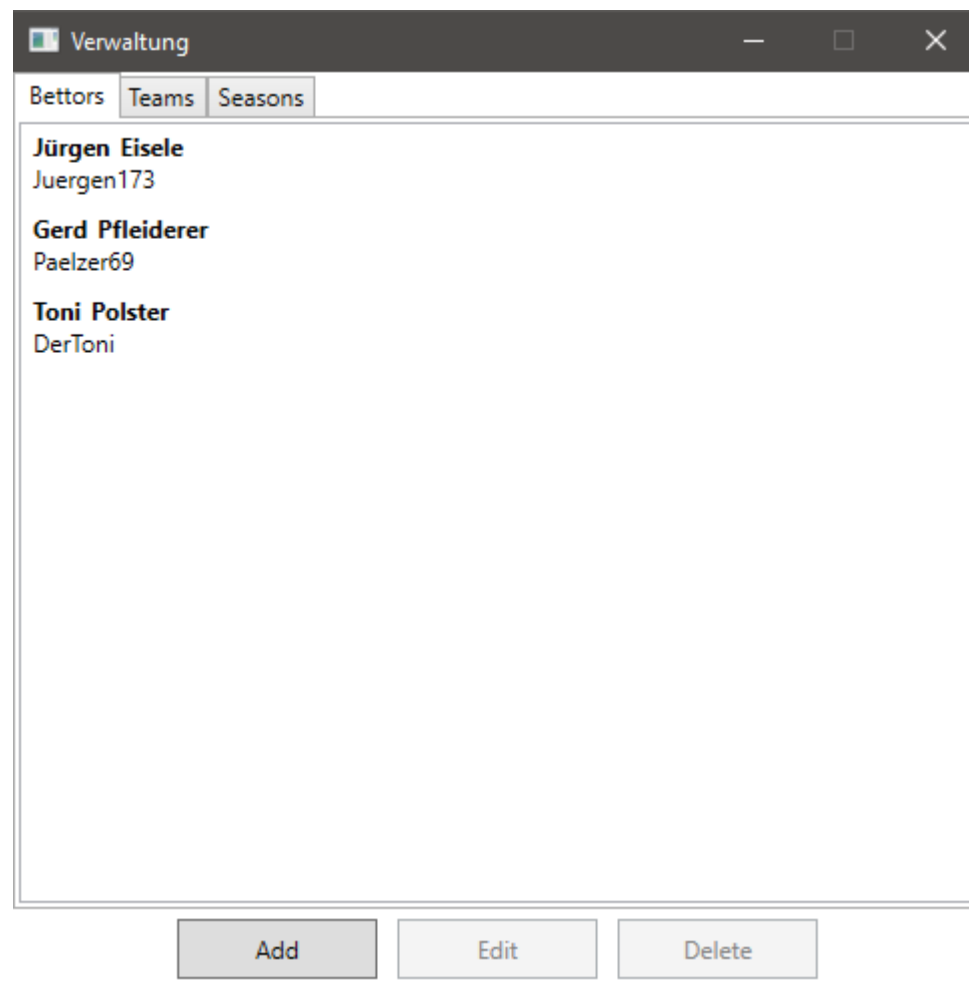 Verwaltung
Bettors Teams Seasons
Jürgen Eisele
Juergen173
Gerd Pfleiderer
Paelzer69
Toni Polster
DerToni
Add Edit Delete